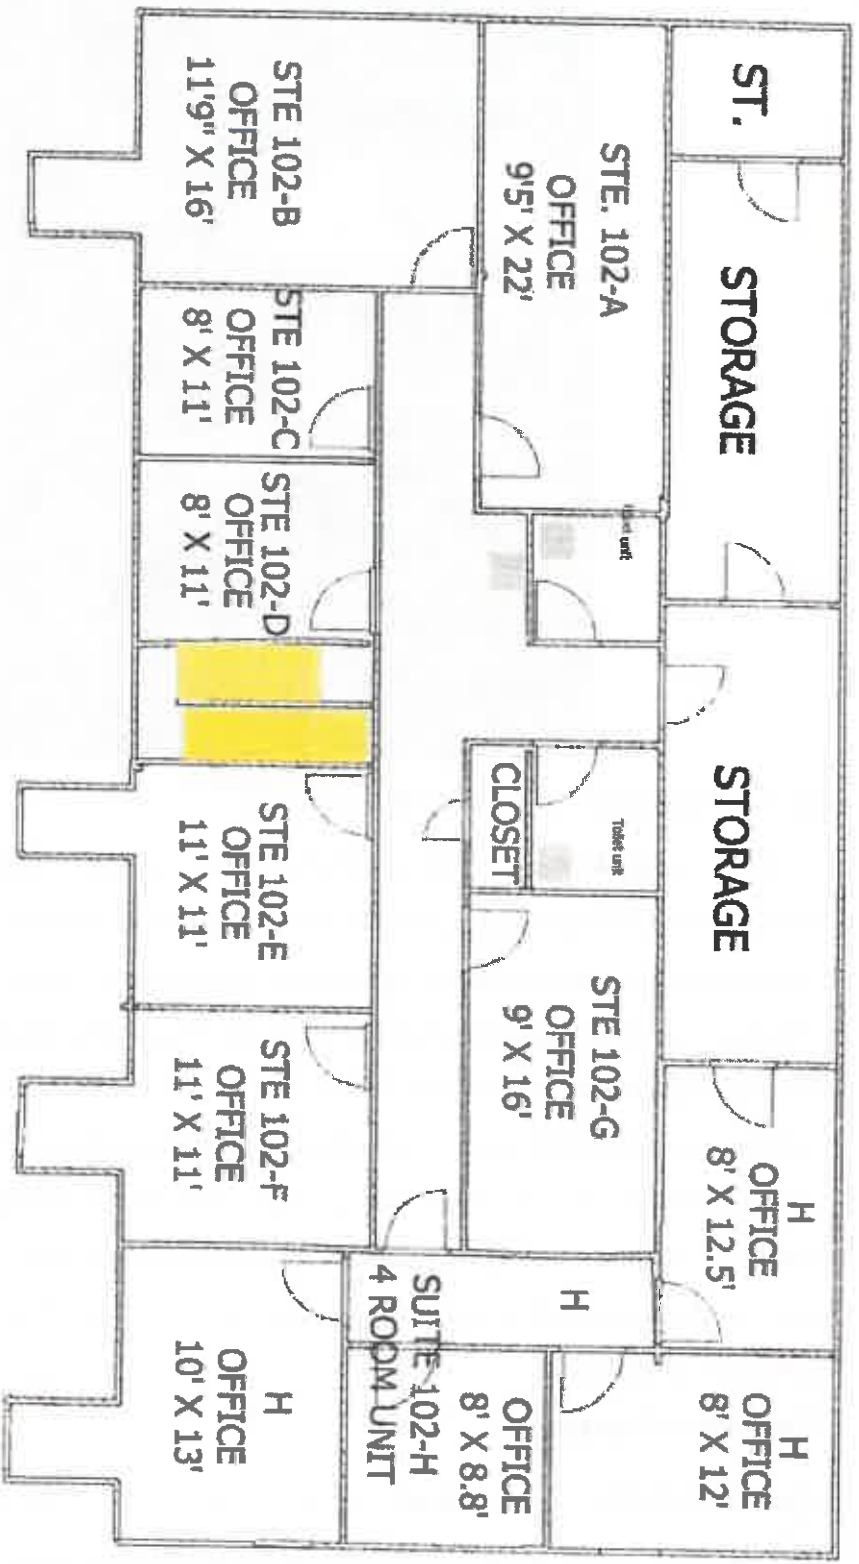 ST.
STORAGE
STORAGE
H
OFFICE
8' X 12.5'
H
OFFICE
8' X 12'
STE. 102-A
OFFICE
9'5' X 22'
unit
Toilet unit
CLOSET
STE 102-G
OFFICE
9' X 16'
H
OFFICE
8' X 8.8'
SUITE 102-H
4 ROOM UNIT
STE 102-B
OFFICE
11'9" X 16'
STE 102-C
OFFICE
8' X 11'
STE 102-D
OFFICE
8' X 11'
STE 102-E
OFFICE
11' X 11'
STE 102-F
OFFICE
11' X 11'
H
OFFICE
10' X 13'